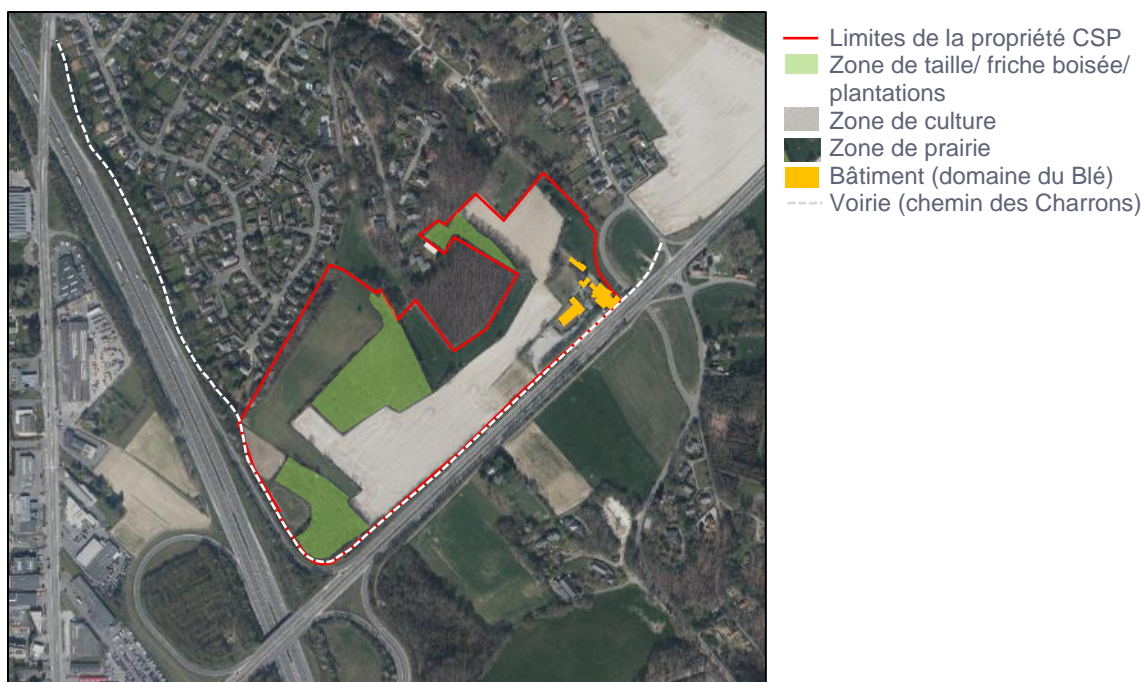 Limites de la propriété CSP
Zone de taille/ friche boisée/
plantations
Zone de culture
Zone de prairie
Bâtiment (domaine du Blé)
Voirie (chemin des Charrons)